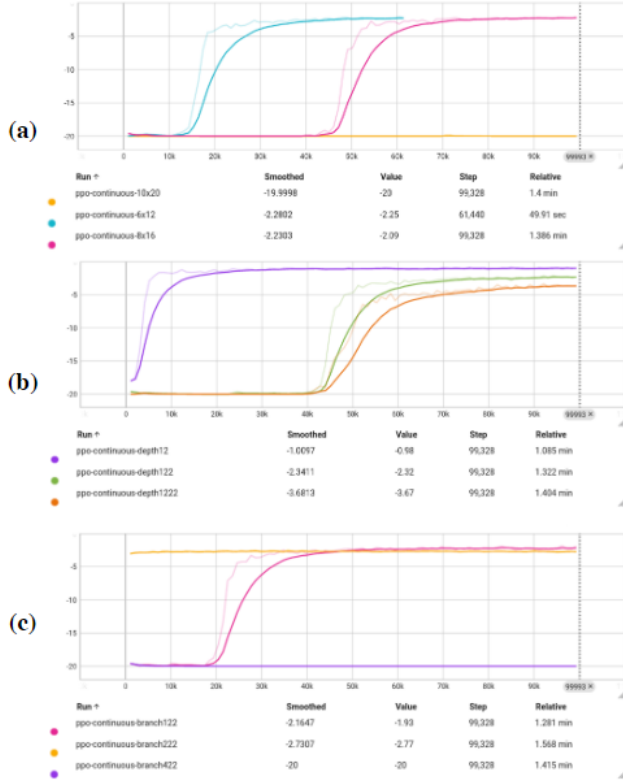 (a)
-5
-10
-15
-20
0 10k 20k 30k 40k 50k 60k 70k 80k 90k 99993 ×
Run ↑ Smoothed Value Step Relative
ppo-continuous-10x20 -19.9998 -20 99,328 1.4 min
ppo-continuous-6x12 -2.2802 -2.25 61,440 49.91 sec
ppo-continuous-8x16 -2.2303 -2.09 99,328 1.386 min
(b)
-5
-10
-15
-20
0 10k 20k 30k 40k 50k 60k 70k 80k 90k 99993 ×
Run ↑ Smoothed Value Step Relative
ppo-continuous-depth12 -1.0097 -0.98 99,328 1.085 min
ppo-continuous-depth122 -2.3411 -2.32 99,328 1.322 min
ppo-continuous-depth1222 -3.6813 -3.67 99,328 1.404 min
(c)
-5
-10
-15
-20
0 10k 20k 30k 40k 50k 60k 70k 80k 90k 99993 ×
Run ↑ Smoothed Value Step Relative
ppo-continuous-branch122 -2.1647 -1.93 99,328 1.281 min
ppo-continuous-branch222 -2.7307 -2.77 99,328 1.568 min
ppo-continuous-branch422 -20 -20 99,328 1.415 min